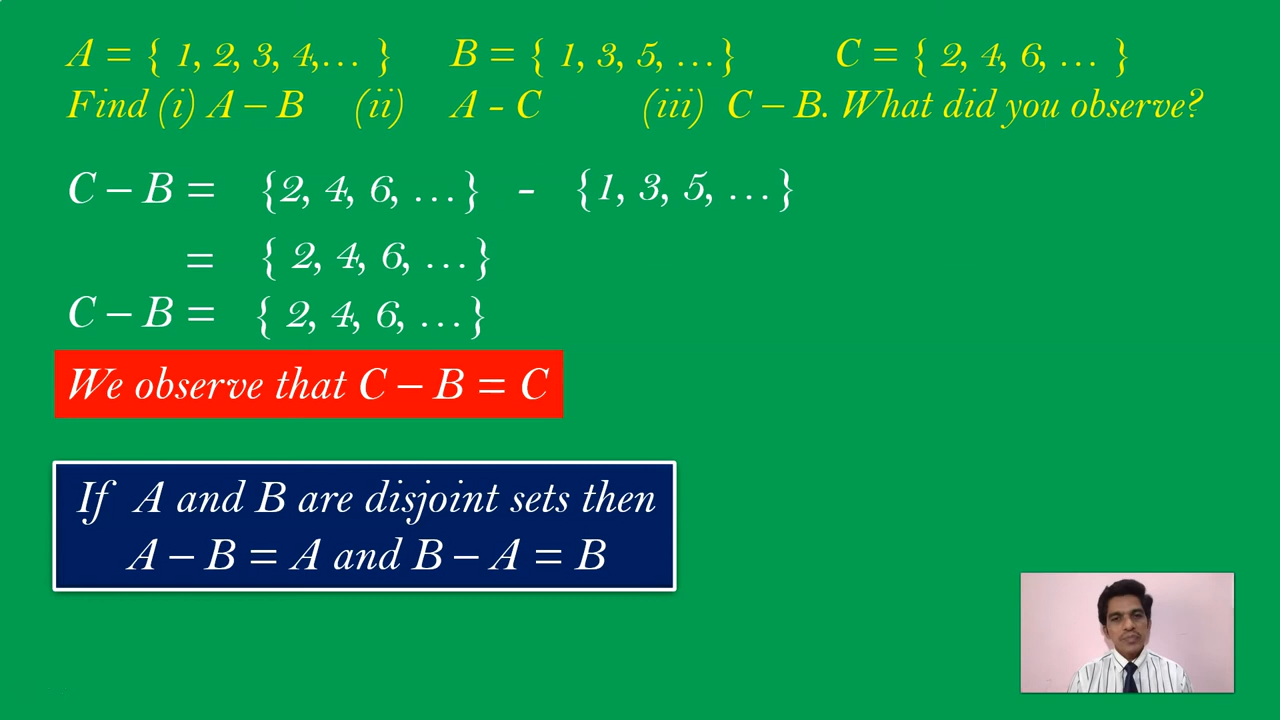 A = { 1, 2, 3, 4,… } B = { 1, 3, 5, …} C = { 2, 4, 6, … }
Find (i) A – B (ii) A - C (iii) C – B. What did you observe?
C – B = {2, 4, 6, …} - {1, 3, 5, …}
= { 2, 4, 6, …}
C – B = { 2, 4, 6, …}
We observe that C – B = C
If A and B are disjoint sets then
A – B = A and B – A = B